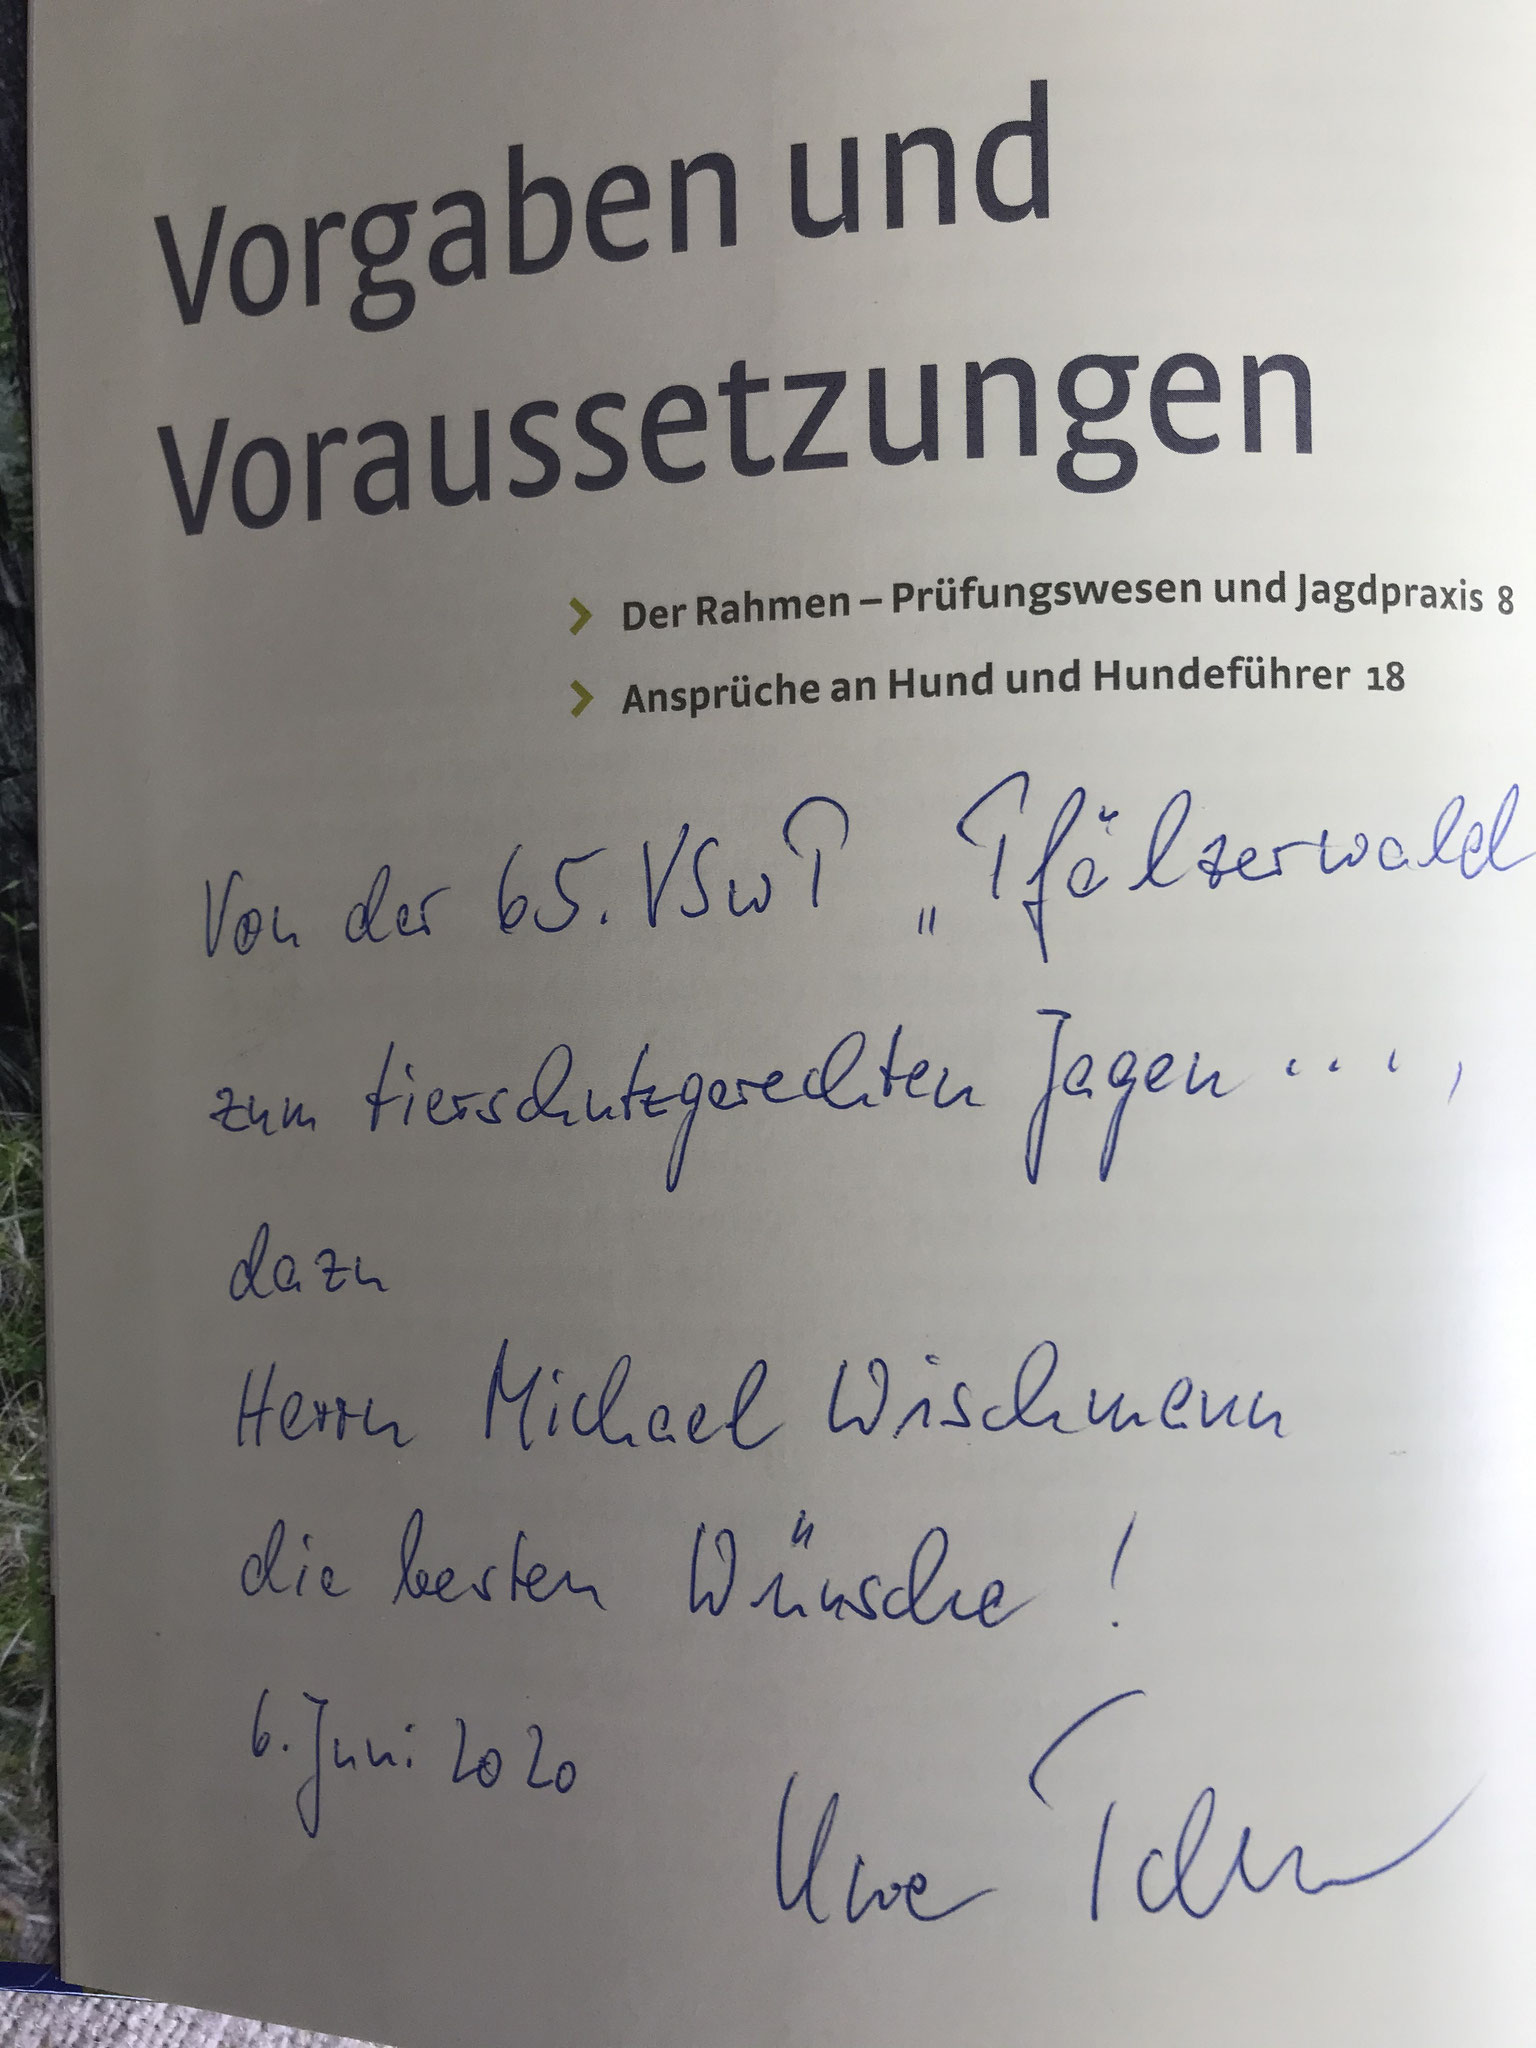 Vorgaben und
Voraussetzungen
> Der Rahmen – Prüfungswesen und Jagdpraxis 8
> Ansprüche an Hund und Hundeführer 18
Von der 65. VSwP „Pfälzerwald
zum tierschutzgerechten Jagen ....,
dazu
Herrn Michael Wischmann
die besten Wünsche!
6. Juni 2020
Uwe